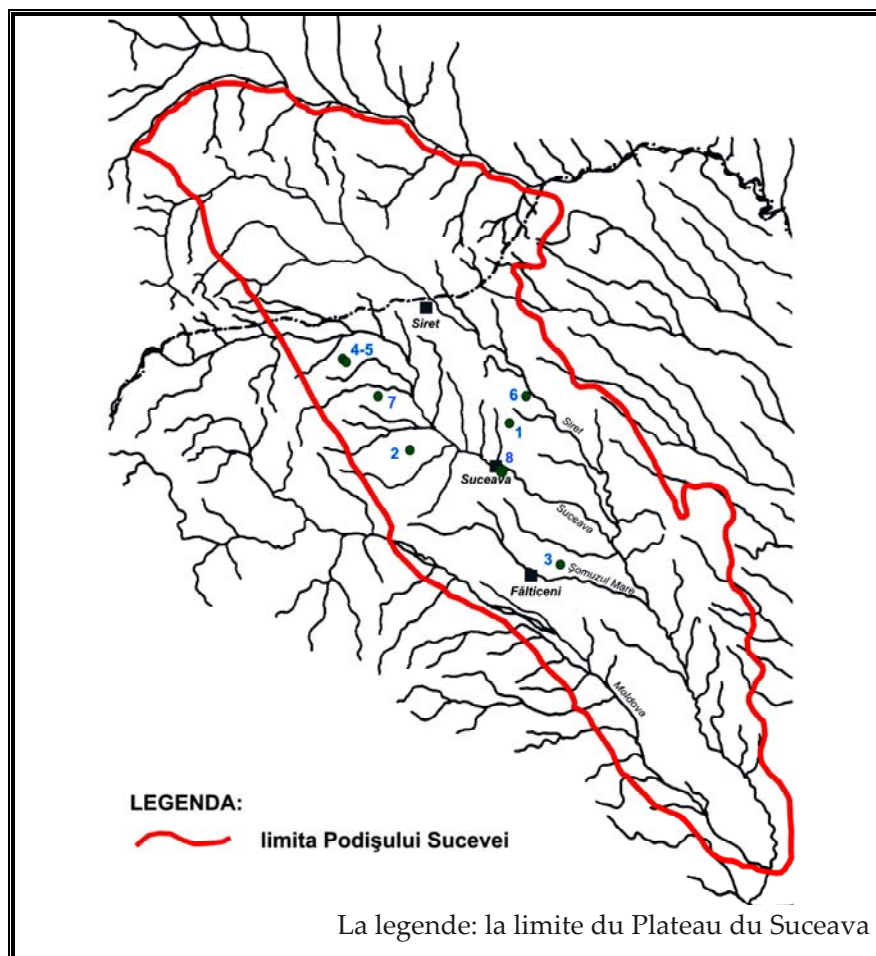 Siret
4-5
7
6
Siret
1
2
8
Suceava
Suceava
3
Şomuzul Mare
Fălticeni
Moldova
LEGENDA:
limita Podişului Sucevei
La legende: la limite du Plateau du Suceava